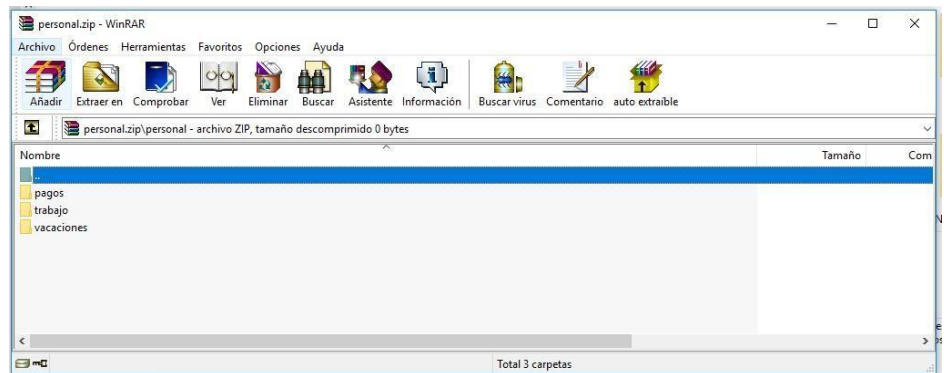 personal.zip - WinRAR
Archivo Órdenes Herramientas Favoritos Opciones Ayuda
Añadir Extraer en Comprobar Ver Eliminar Buscar Asistente Información Buscar virus Comentario auto extraíble
personal.zip\personal - archivo ZIP, tamaño descomprimido 0 bytes
Nombre Tamaño Com
..
pagos
trabajo
vacaciones
Total 3 carpetas